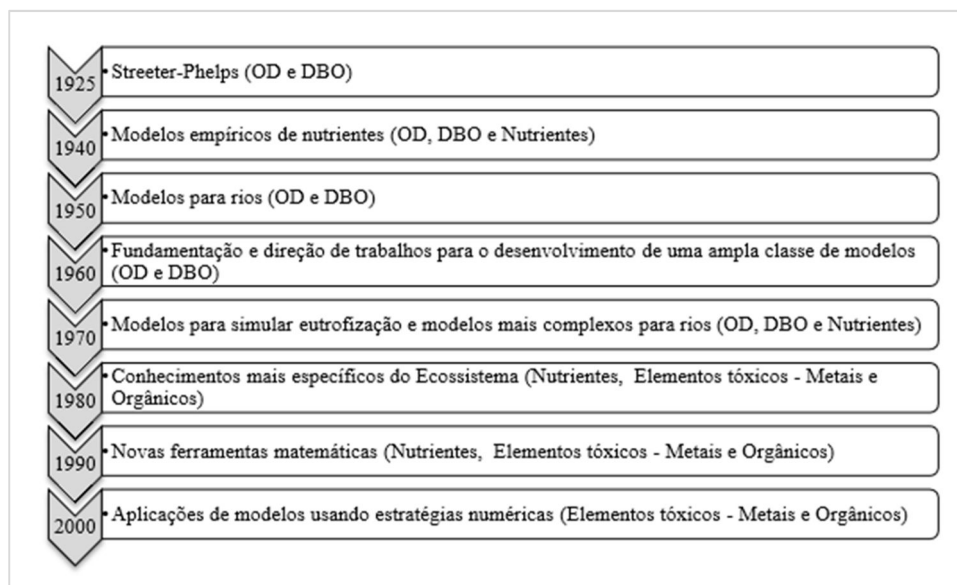 1925
• Streeter-Phelps (OD e DBO)
1940
• Modelos empíricos de nutrientes (OD, DBO e Nutrientes)
1950
• Modelos para rios (OD e DBO)
1960
• Fundamentação e direção de trabalhos para o desenvolvimento de uma ampla classe de modelos
(OD e DBO)
1970
• Modelos para simular eutrofização e modelos mais complexos para rios (OD, DBO e Nutrientes)
1980
• Conhecimentos mais específicos do Ecossistema (Nutrientes, Elementos tóxicos - Metais e
Orgânicos)
1990
• Novas ferramentas matemáticas (Nutrientes, Elementos tóxicos - Metais e Orgânicos)
2000
• Aplicações de modelos usando estratégias numéricas (Elementos tóxicos - Metais e Orgânicos)